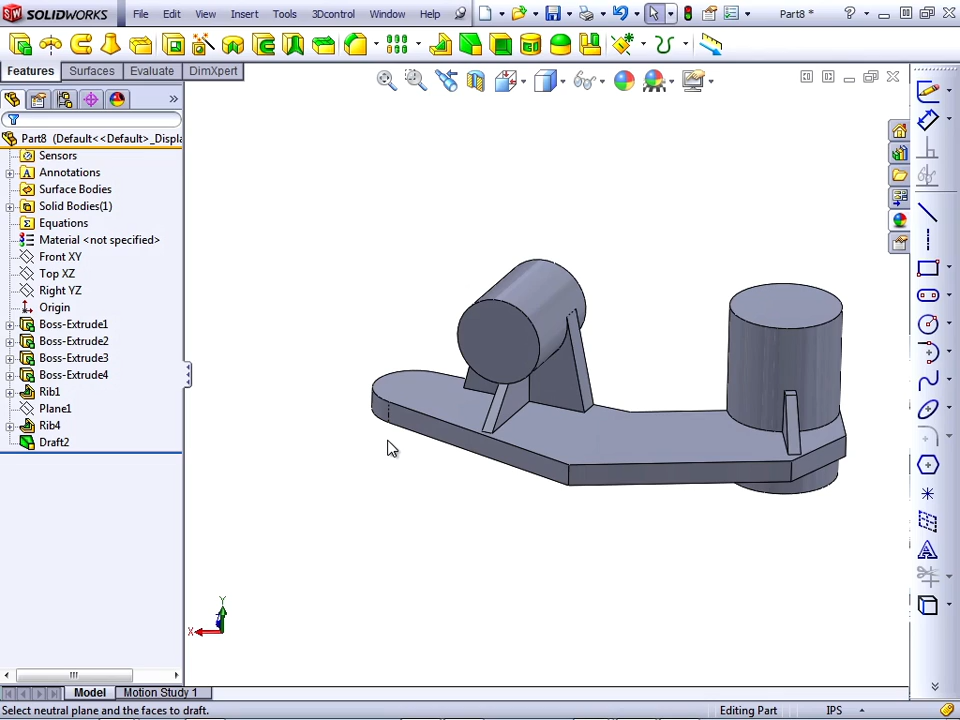 SOLIDWORKS File Edit View Insert Tools 3Dcontrol Window Help Part8 *
Features Surfaces Evaluate DimXpert
Part8 (Default<<Default>_Displa
Sensors
Annotations
Surface Bodies
Solid Bodies(1)
Equations
Material <not specified>
Front XY
Top XZ
Right YZ
Origin
Boss-Extrude1
Boss-Extrude2
Boss-Extrude3
Boss-Extrude4
Rib1
Plane1
Rib4
Draft2
Y
X
Model Motion Study 1
Select neutral plane and the faces to draft. Editing Part IPS